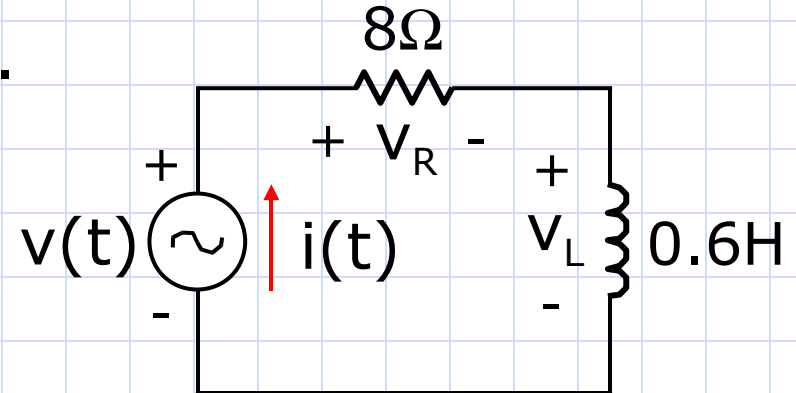 8Ω
.
+ V_R -
+
+
v(t)
i(t)
V_L
0.6H
-
-